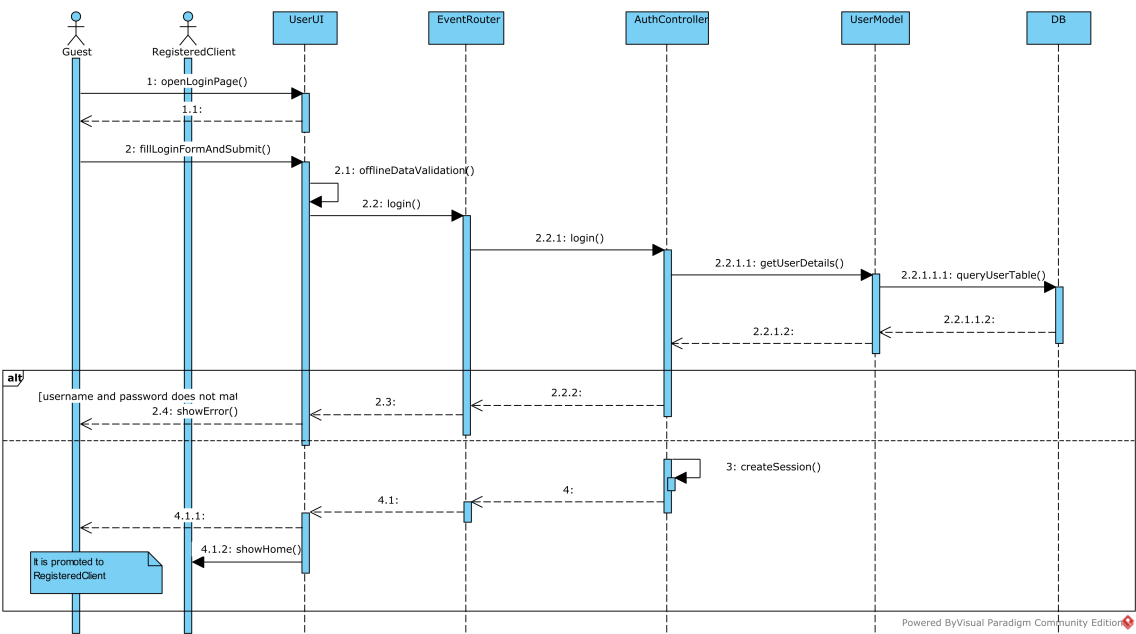 UserUI
EventRouter
AuthController
UserModel
DB
Guest
RegisteredClient
1: openLoginPage()
1.1:
2: fillLoginFormAndSubmit()
2.1: offlineDataValidation()
2.2: login()
2.2.1: login()
2.2.1.1: getUserDetails()
2.2.1.1.1: queryUserTable()
2.2.1.1.2:
2.2.1.2:
alt
[username and password does not mat
2.2.2:
2.3:
2.4: showError()
3: createSession()
4:
4.1:
4.1.1:
4.1.2: showHome()
It is promoted to
RegisteredClient
Powered ByVisual Paradigm Community Edition